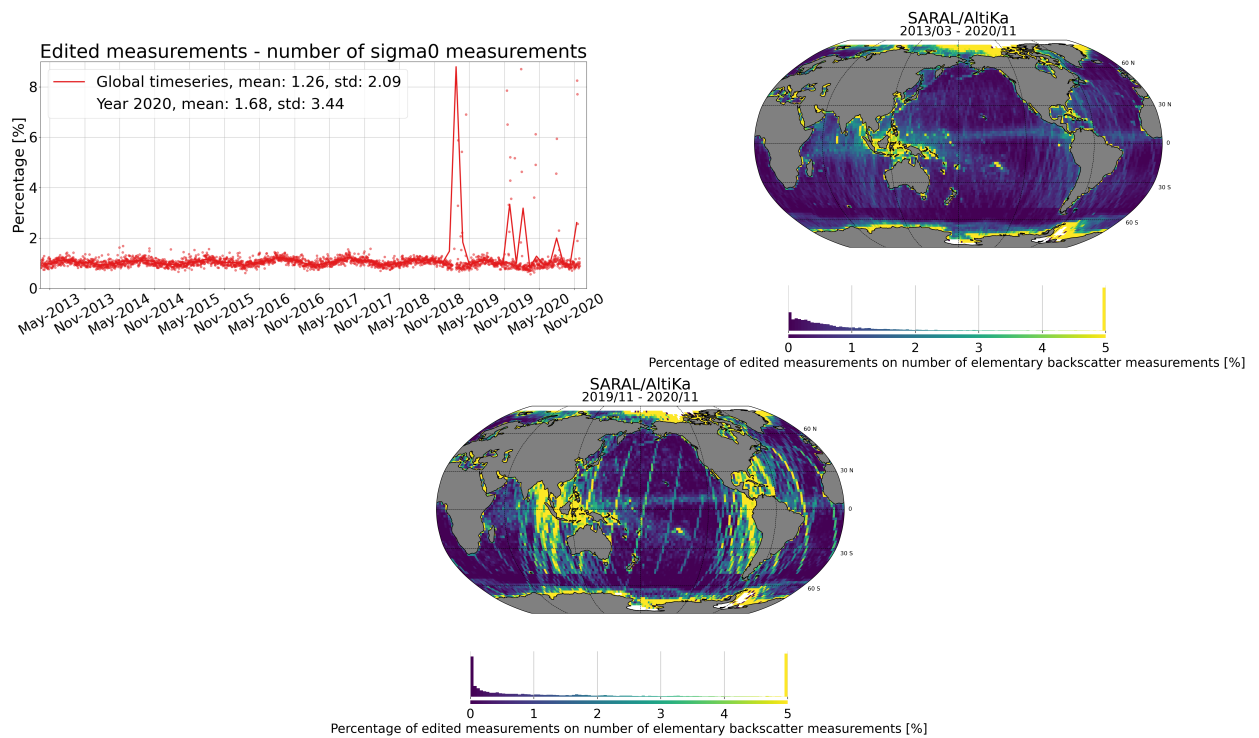 Edited measurements - number of sigma0 measurements
Percentage [%]
8
6
4
2
0
Global timeseries, mean: 1.26, std: 2.09
Year 2020, mean: 1.68, std: 3.44
May-2013
Nov-2013
May-2014
Nov-2014
May-2015
Nov-2015
May-2016
Nov-2016
May-2017
Nov-2017
May-2018
Nov-2018
May-2019
Nov-2019
May-2020
Nov-2020
SARAL/AltiKa
2013/03 - 2020/11
60 N
30 N
0
30 S
60 S
0 1 2 3 4 5
Percentage of edited measurements on number of elementary backscatter measurements [%]
SARAL/AltiKa
2019/11 - 2020/11
60 N
30 N
0
30 S
60 S
0 1 2 3 4 5
Percentage of edited measurements on number of elementary backscatter measurements [%]